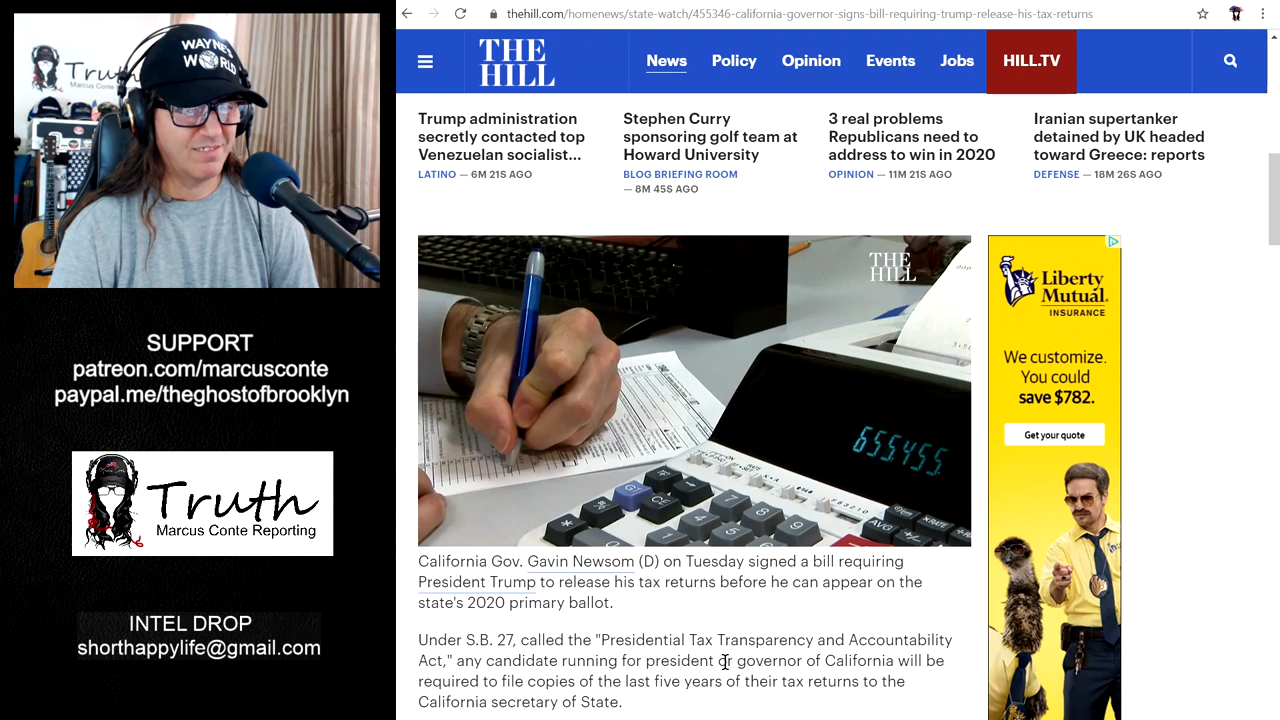 WAYNE'S
WORLD
Truth
Marcus Conte
SUPPORT
patreon.com/marcusconte
paypal.me/theghostofbrooklyn
Truth
Marcus Conte Reporting
INTEL DROP
shorthappylife@gmail.com
thehill.com/homenews/state-watch/455346-california-governor-signs-bill-requiring-trump-release-his-tax-returns
THE
HILL
News
Policy
Opinion
Events
Jobs
HILL.TV
Trump administration
secretly contacted top
Venezuelan socialist...
LATINO — 6M 21S AGO
Stephen Curry
sponsoring golf team at
Howard University
BLOG BRIEFING ROOM
— 8M 45S AGO
3 real problems
Republicans need to
address to win in 2020
OPINION — 11M 21S AGO
Iranian supertanker
detained by UK headed
toward Greece: reports
DEFENSE — 18M 26S AGO
THE
HILL
655455
California Gov. Gavin Newsom (D) on Tuesday signed a bill requiring
President Trump to release his tax returns before he can appear on the
state's 2020 primary ballot.
Under S.B. 27, called the "Presidential Tax Transparency and Accountability
Act," any candidate running for president or governor of California will be
required to file copies of the last five years of their tax returns to the
California secretary of State.
Liberty
Mutual.
INSURANCE
We customize.
You could
save $782.
Get your quote